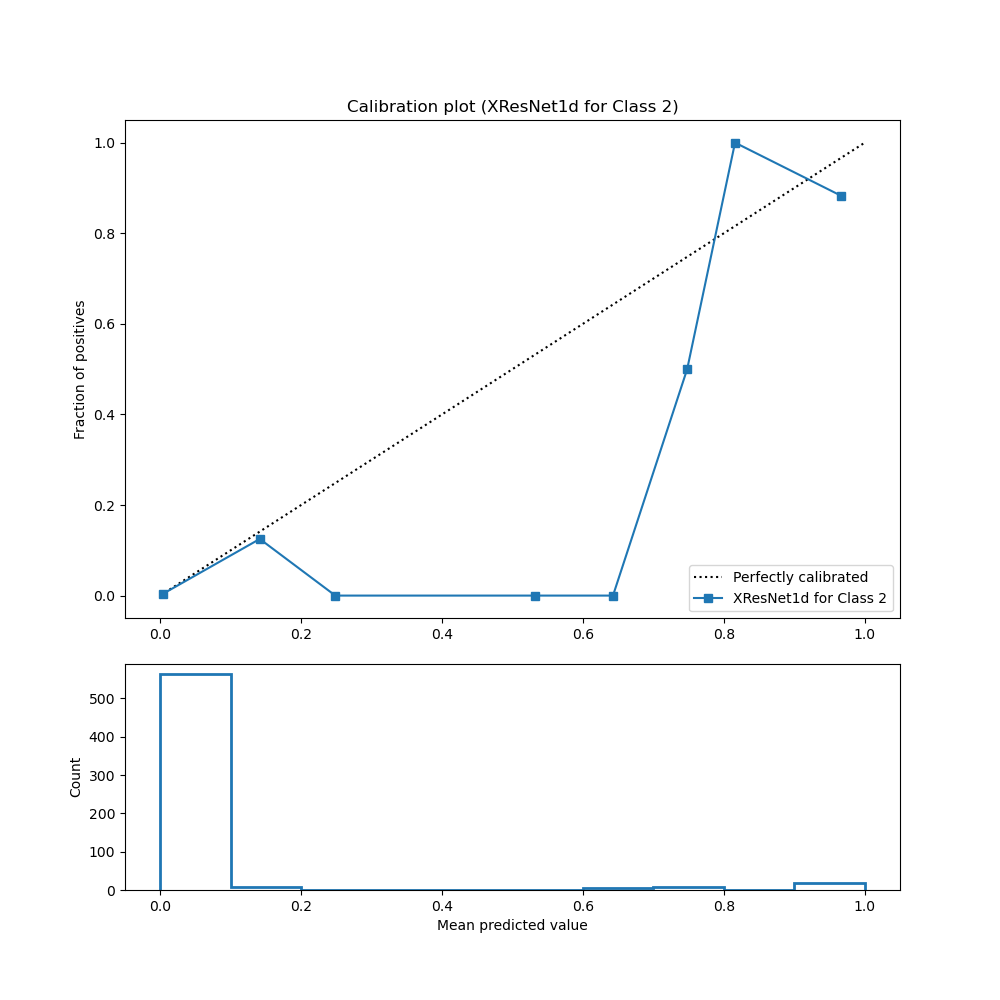 Calibration plot (XResNet1d for Class 2)
1.0
0.8
0.6
0.4
0.2
0.0
Fraction of positives
Perfectly calibrated
XResNet1d for Class 2
0.0 0.2 0.4 0.6 0.8 1.0
500
400
300
200
100
0
Count
0.0 0.2 0.4 0.6 0.8 1.0
Mean predicted value